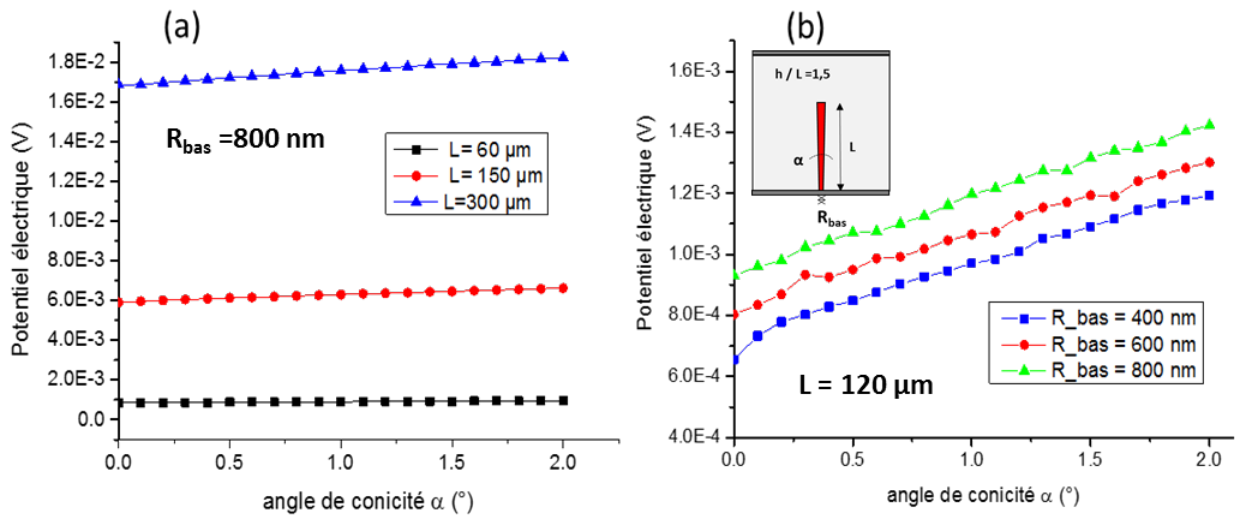 (a)
1.8E-2
1.6E-2
1.4E-2
1.2E-2
1.0E-2
8.0E-3
6.0E-3
4.0E-3
2.0E-3
0.0
Potentiel électrique (V)
R_bas =800 nm
L= 60 µm
L= 150 µm
L=300 µm
0.0 0.5 1.0 1.5 2.0
angle de conicité α (°)
(b)
1.6E-3
1.4E-3
1.2E-3
1.0E-3
8.0E-4
6.0E-4
4.0E-4
Potentiel électrique (V)
h / L =1,5
α
L
R_bas
R_bas = 400 nm
R_bas = 600 nm
R_bas = 800 nm
L = 120 µm
0.0 0.5 1.0 1.5 2.0
angle de conicité α (°)